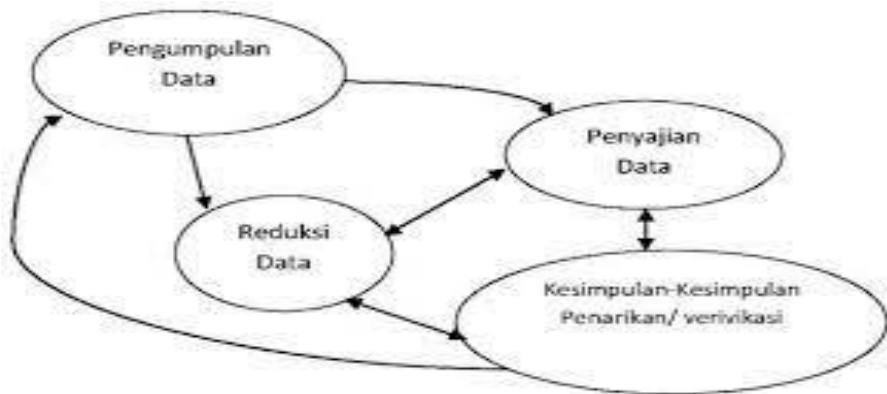 Pengumpulan
Data
Penyajian
Data
Reduksi
Data
Kesimpulan-Kesimpulan
Penarikan/ verivikasi